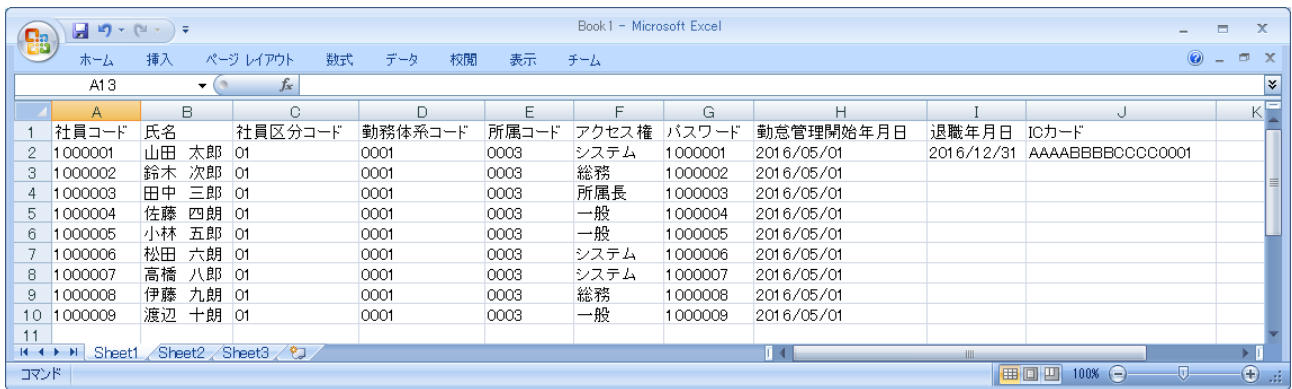 Book1 - Microsoft Excel
ホーム 挿入 ページ レイアウト 数式 データ 校閲 表示 チーム
A13 fx
A B C D E F G H I J K
1 社員コード 氏名 社員区分コード 勤務体系コード 所属コード アクセス権 パスワード 勤怠管理開始年月日 退職年月日 ICカード
2 1000001 山田 太郎 01 0001 0003 システム 1000001 2016/05/01 2016/12/31 AAAABBBBCCCC0001
3 1000002 鈴木 次郎 01 0001 0003 総務 1000002 2016/05/01
4 1000003 田中 三郎 01 0001 0003 所属長 1000003 2016/05/01
5 1000004 佐藤 四朗 01 0001 0003 一般 1000004 2016/05/01
6 1000005 小林 五郎 01 0001 0003 一般 1000005 2016/05/01
7 1000006 松田 六朗 01 0001 0003 システム 1000006 2016/05/01
8 1000007 高橋 八郎 01 0001 0003 システム 1000007 2016/05/01
9 1000008 伊藤 九朗 01 0001 0003 総務 1000008 2016/05/01
10 1000009 渡辺 十朗 01 0001 0003 一般 1000009 2016/05/01
11
Sheet1 Sheet2 Sheet3
コマンド 100%